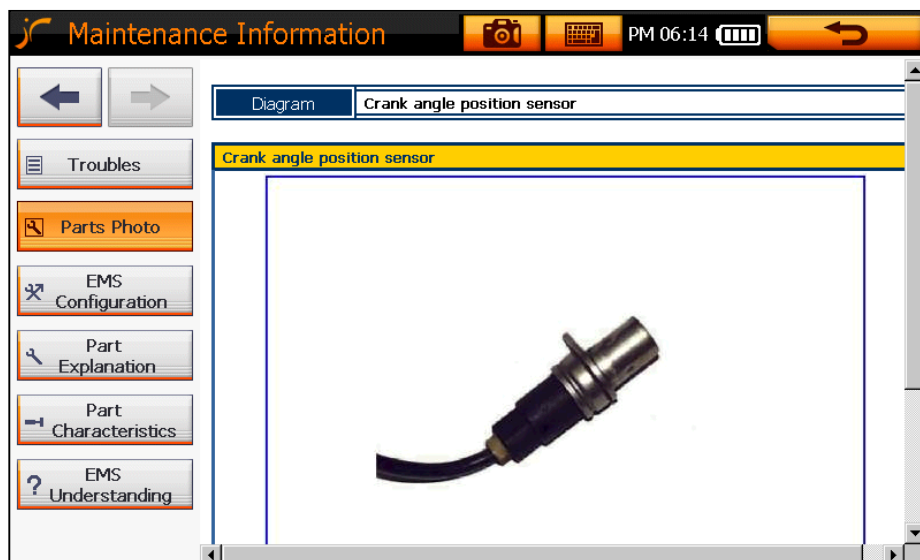 Maintenance Information
PM 06:14
Diagram
Crank angle position sensor
Crank angle position sensor
Troubles
Parts Photo
EMS
Configuration
Part
Explanation
Part
Characteristics
EMS
Understanding